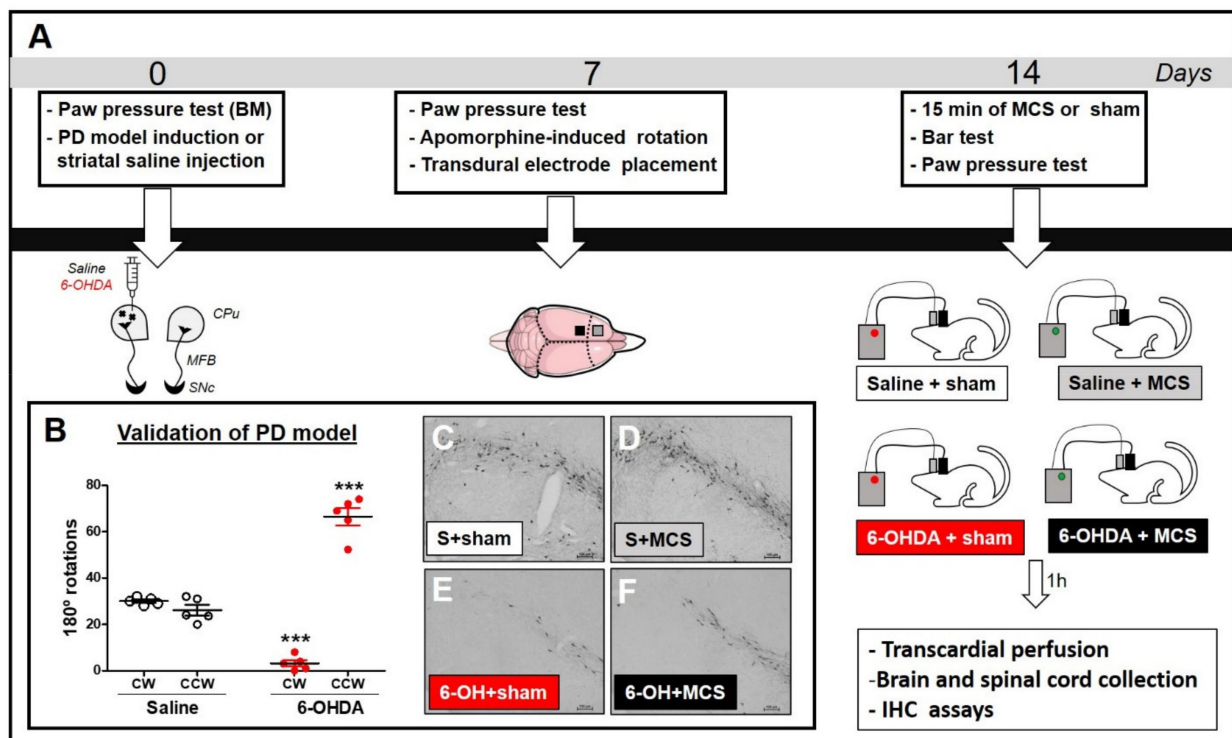 A
0 7 14 Days
- Paw pressure test (BM)
- PD model induction or
striatal saline injection
- Paw pressure test
- Apomorphine-induced rotation
- Transdural electrode placement
- 15 min of MCS or sham
- Bar test
- Paw pressure test
Saline
6-OHDA
CPu
MFB
SNc
Saline + sham
Saline + MCS
6-OHDA + sham
6-OHDA + MCS
1h
- Transcardial perfusion
-Brain and spinal cord collection
- IHC assays
B
Validation of PD model
180º rotations
80
60
40
20
0
***
***
CW CCW CW CCW
Saline 6-OHDA
C
S+sham
D
S+MCS
E
6-OH+sham
F
6-OH+MCS